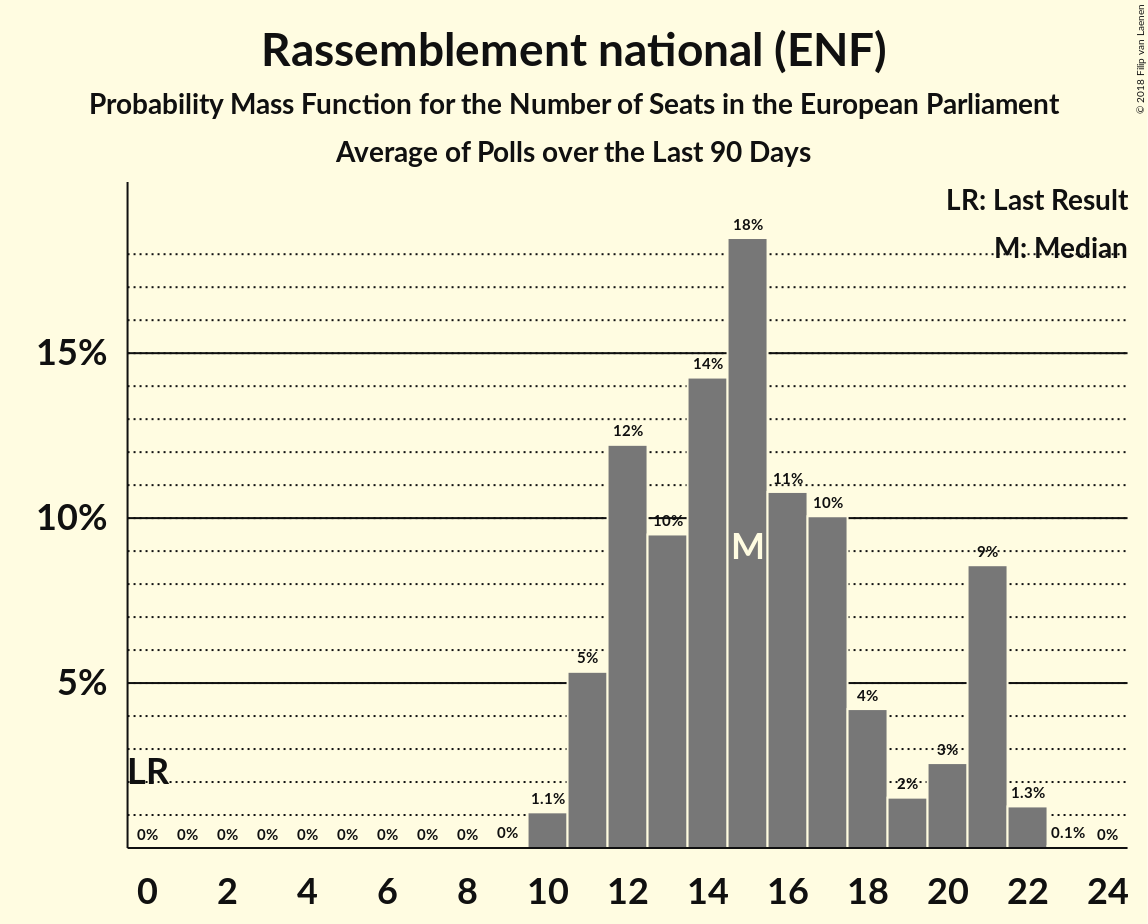 Rassemblement national (ENF)
Probability Mass Function for the Number of Seats in the European Parliament
Average of Polls over the Last 90 Days
© 2018 Filip van Laenen
LR: Last Result
M: Median
18%
15%
14%
12%
11%
10%
10%
10%
M
9%
5%
5%
4%
3%
LR
2%
1.1%
1.3%
0% 0% 0% 0% 0% 0% 0% 0% 0% 0% 0.1% 0%
0 2 4 6 8 10 12 14 16 18 20 22 24